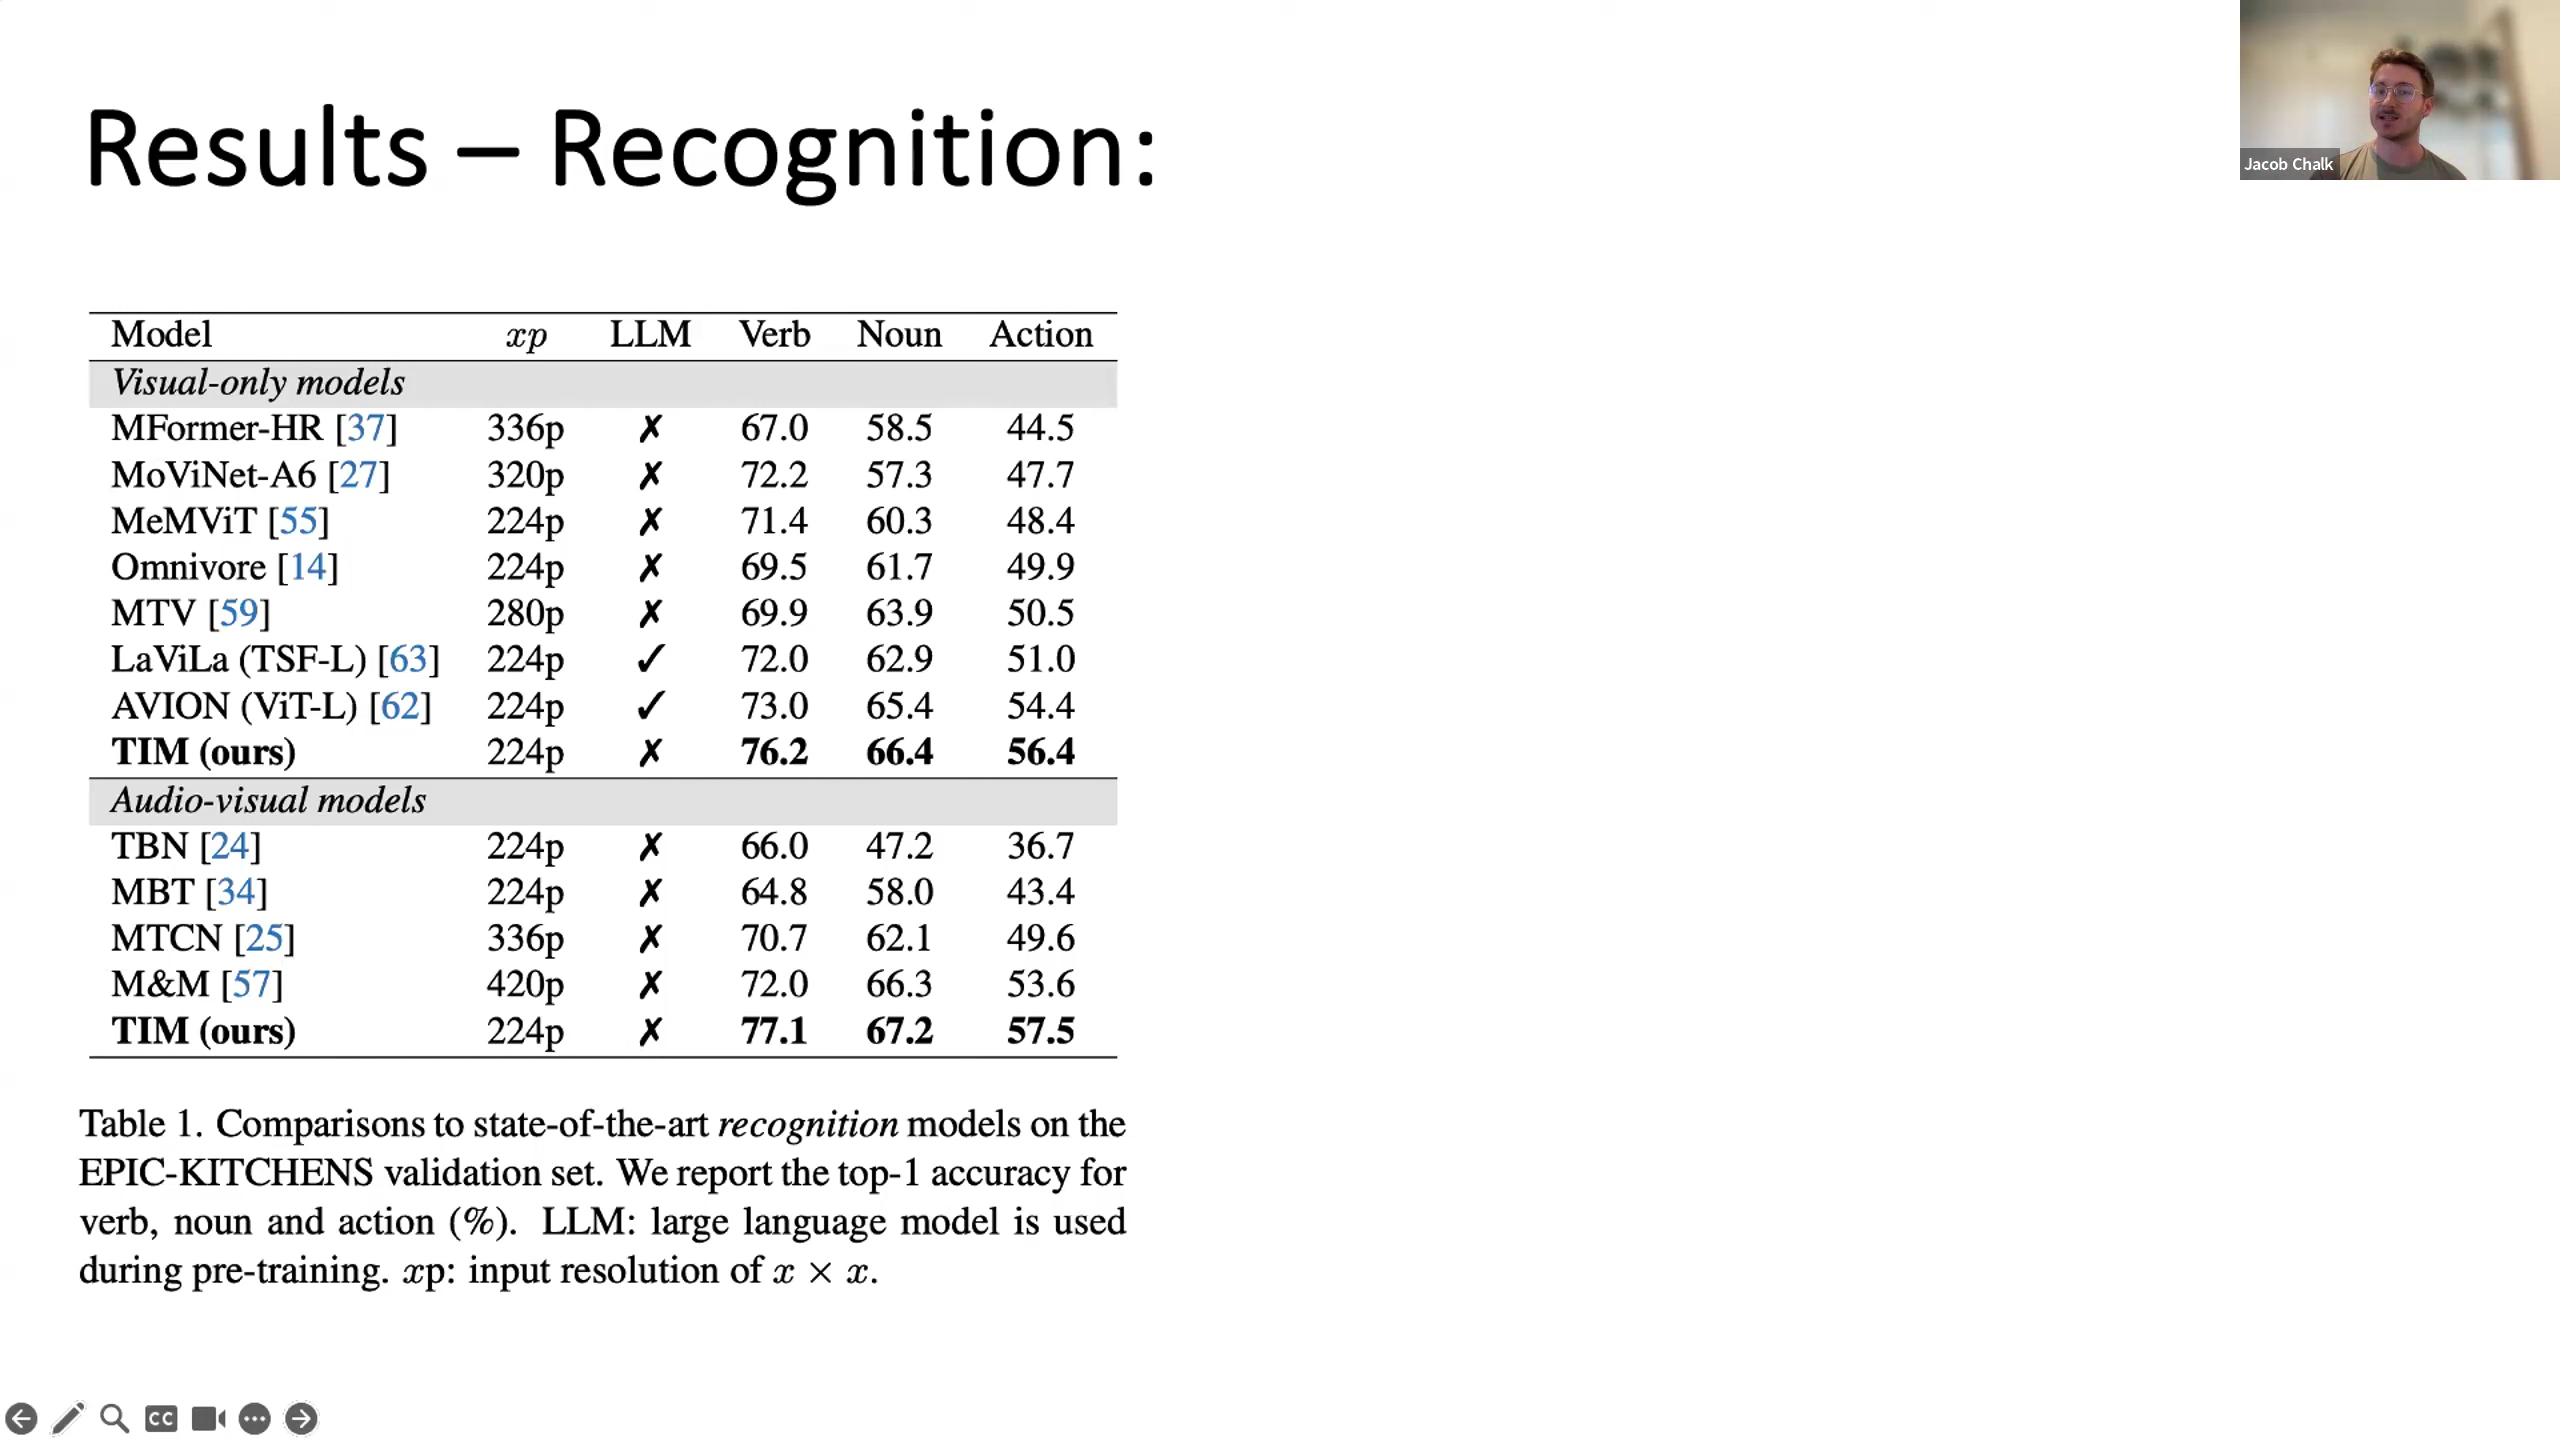 Results – Recognition:
Jacob Chalk
Model xp LLM Verb Noun Action
Visual-only models
MFormer-HR [37] 336p ✗ 67.0 58.5 44.5
MoViNet-A6 [27] 320p ✗ 72.2 57.3 47.7
MeMViT [55] 224p ✗ 71.4 60.3 48.4
Omnivore [14] 224p ✗ 69.5 61.7 49.9
MTV [59] 280p ✗ 69.9 63.9 50.5
LaViLa (TSF-L) [63] 224p ✓ 72.0 62.9 51.0
AVION (ViT-L) [62] 224p ✓ 73.0 65.4 54.4
TIM (ours) 224p ✗ 76.2 66.4 56.4
Audio-visual models
TBN [24] 224p ✗ 66.0 47.2 36.7
MBT [34] 224p ✗ 64.8 58.0 43.4
MTCN [25] 336p ✗ 70.7 62.1 49.6
M&M [57] 420p ✗ 72.0 66.3 53.6
TIM (ours) 224p ✗ 77.1 67.2 57.5
Table 1. Comparisons to state-of-the-art recognition models on the
EPIC-KITCHENS validation set. We report the top-1 accuracy for
verb, noun and action (%). LLM: large language model is used
during pre-training. xp: input resolution of x × x.
CC